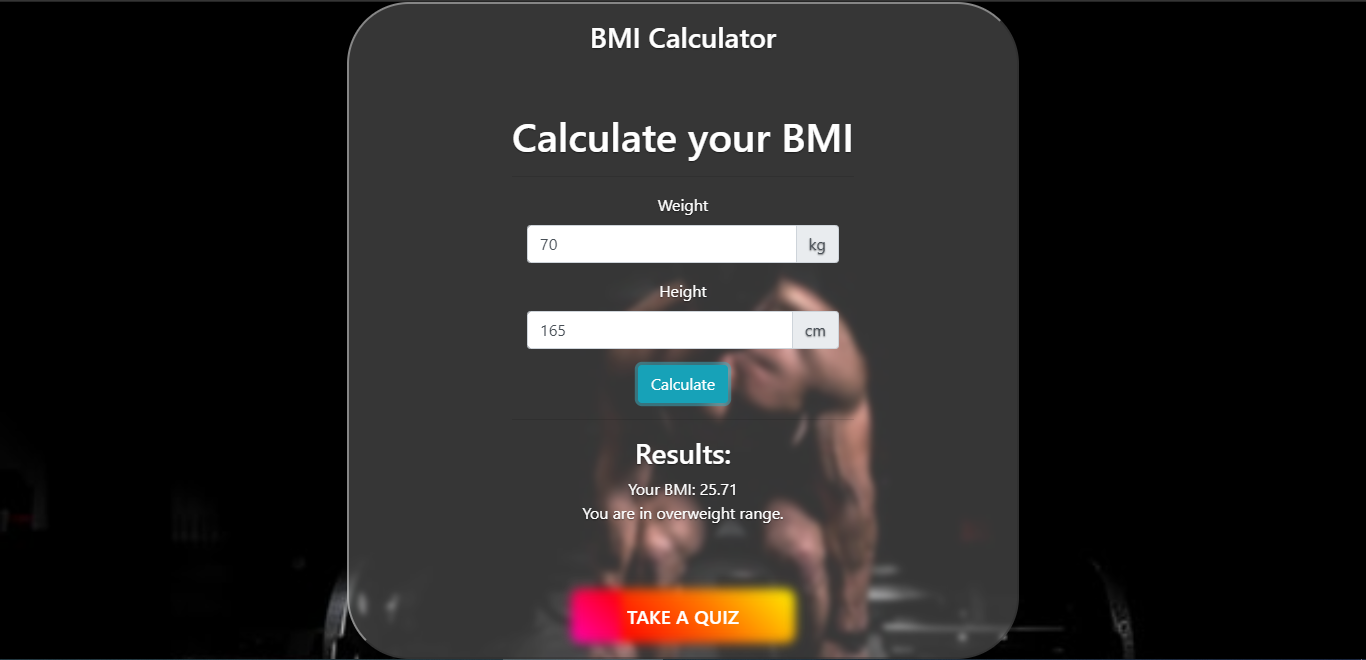 BMI Calculator
Calculate your BMI
Weight
70 kg
Height
165 cm
Calculate
Results:
Your BMI: 25.71
You are in overweight range.
TAKE A QUIZ